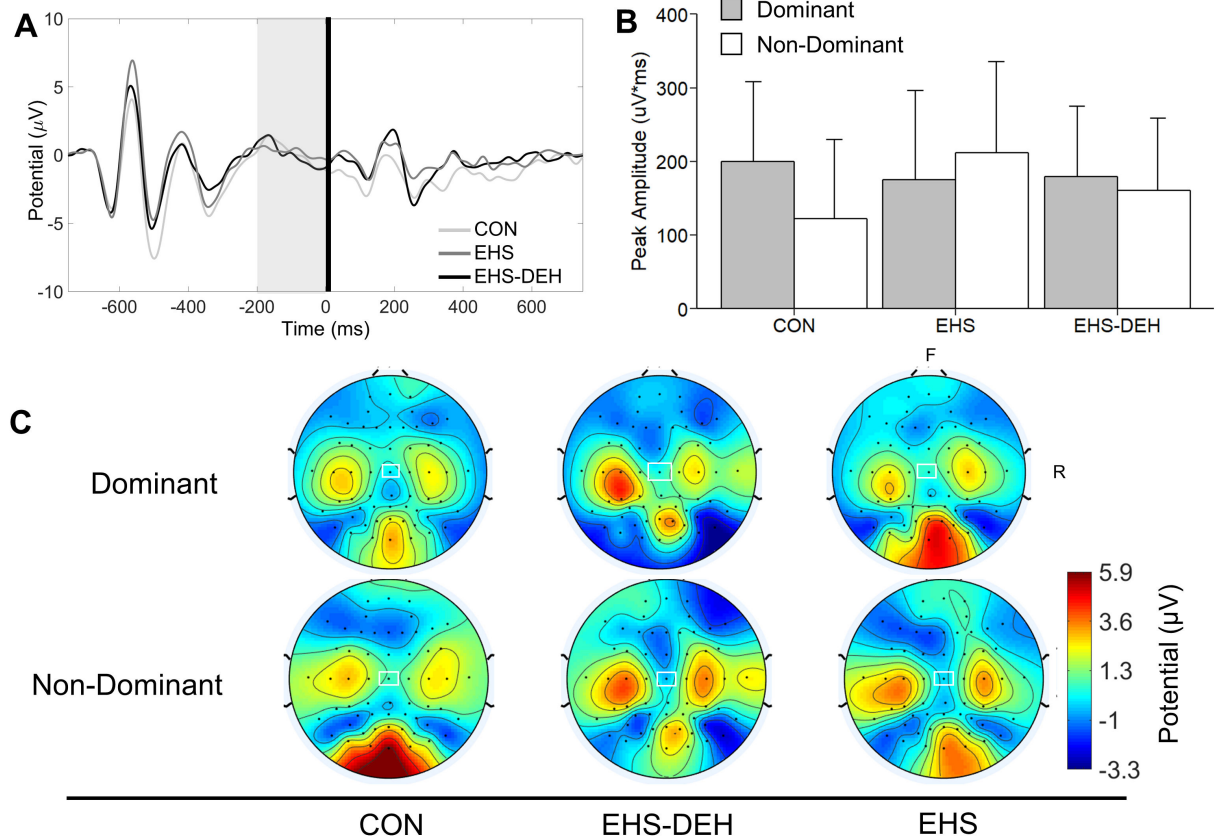 A
10
5
0
-5
-10
Potential (μV)
-600
-400
-200
0
200
400
600
Time (ms)
CON
EHS
EHS-DEH
B
Dominant
Non-Dominant
400
300
200
100
0
Peak Amplitude (uV*ms)
CON
EHS
EHS-DEH
C
F
R
Dominant
Non-Dominant
5.9
3.6
1.3
-1
-3.3
Potential (μV)
CON
EHS-DEH
EHS